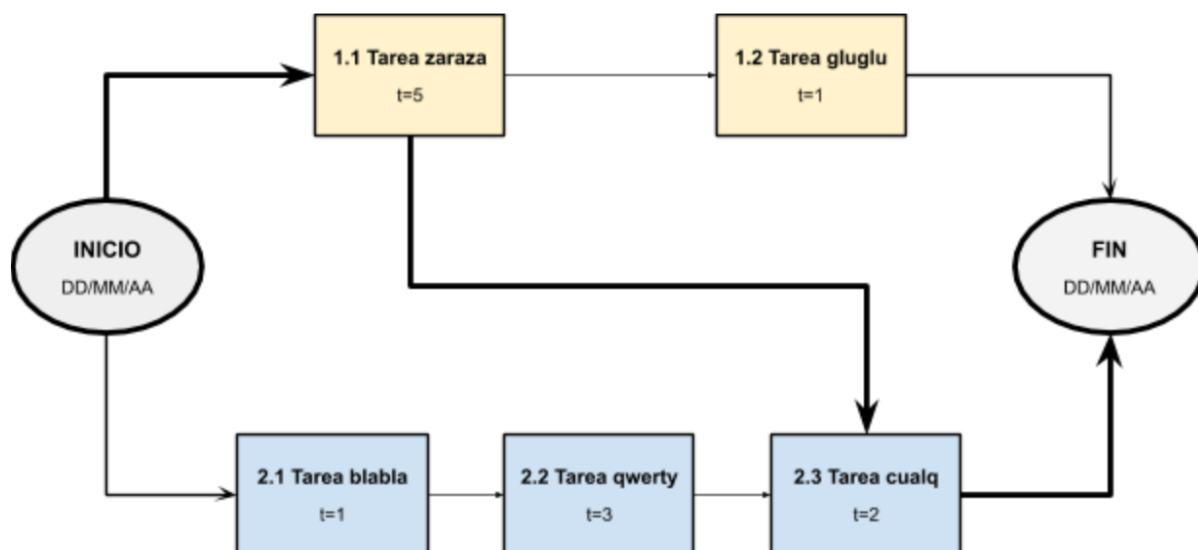 1.1 Tarea zaraza
t=5
1.2 Tarea gluglu
t=1
INICIO
DD/MM/AA
FIN
DD/MM/AA
2.1 Tarea blabla
t=1
2.2 Tarea qwerty
t=3
2.3 Tarea cualq
t=2